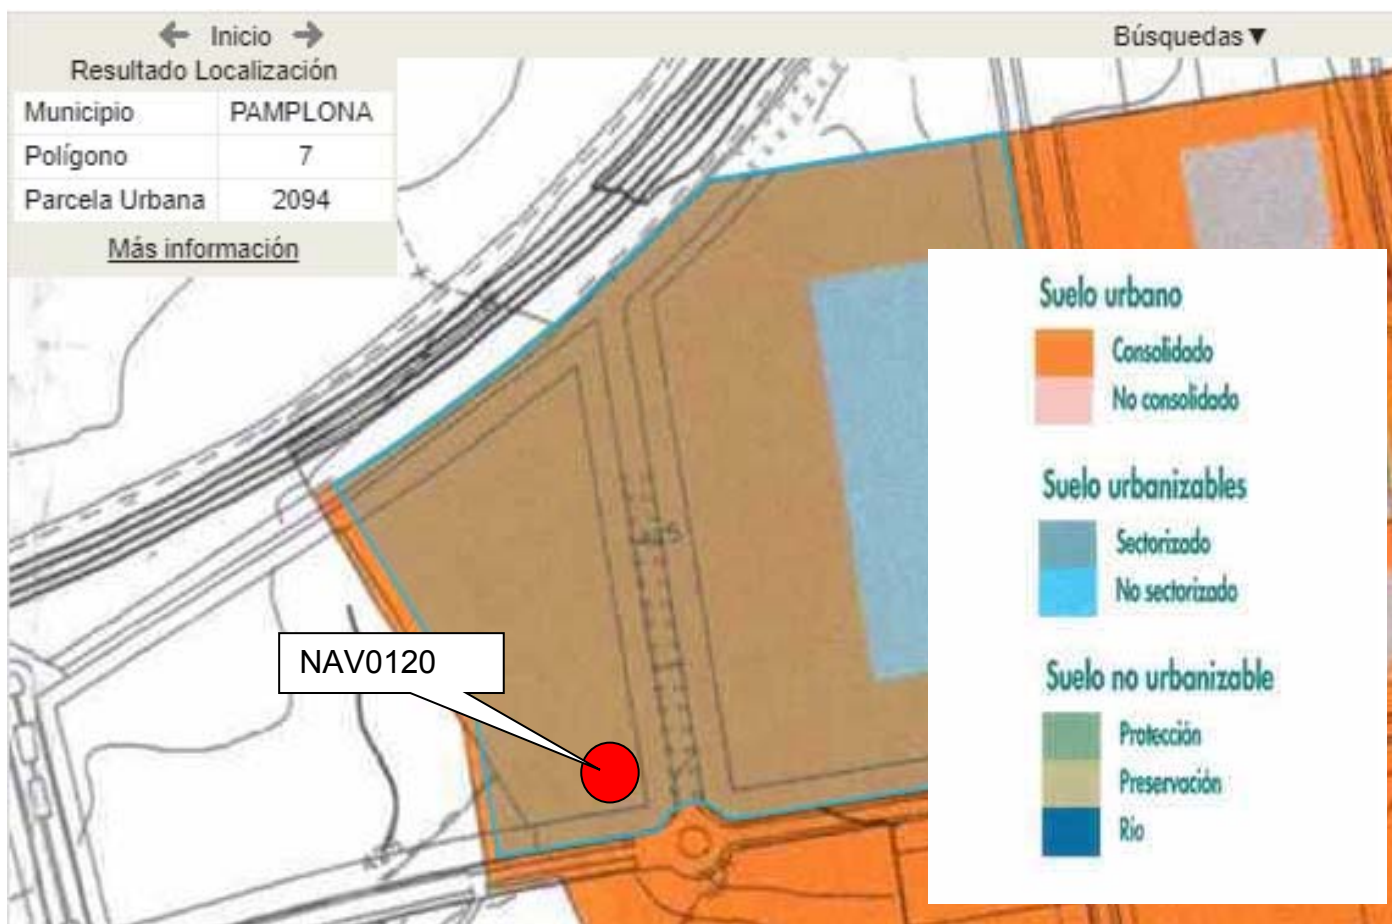 Inicio
Búsquedas▼
Resultado Localización
Municipio PAMPLONA
Polígono 7
Parcela Urbana 2094
Más información
Suelo urbano
Consolidado
No consolidado
Suelo urbanizables
Sectorizado
No sectorizado
NAV0120
Suelo no urbanizable
Protección
Preservación
Río